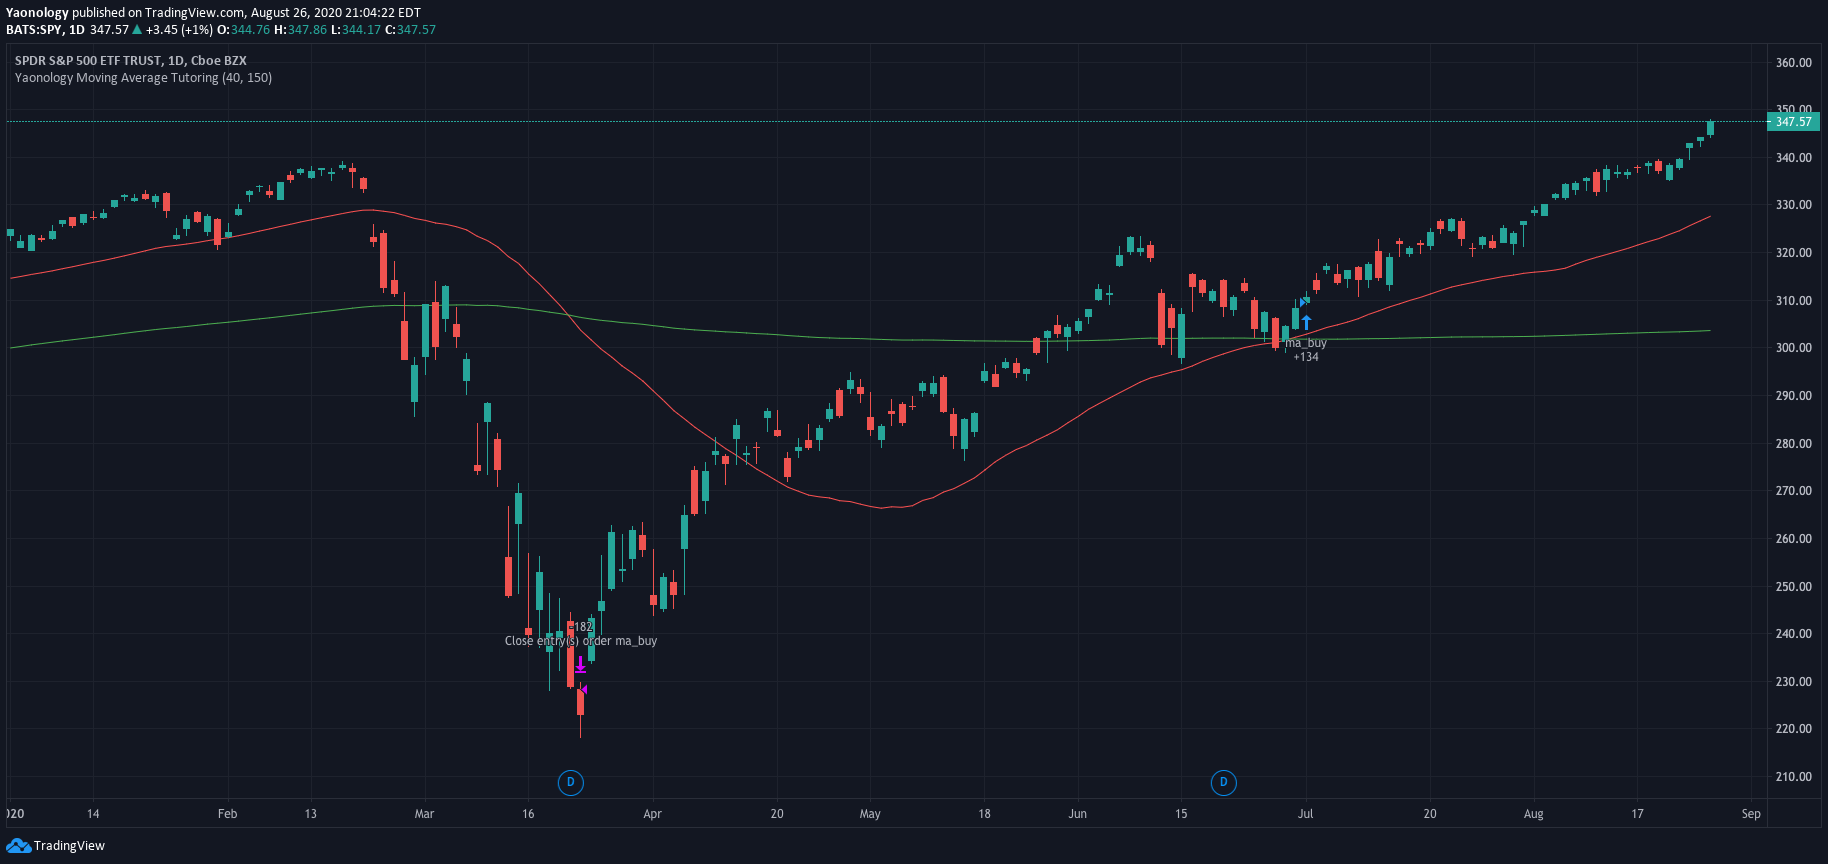 Yaonology published on TradingView.com, August 26, 2020 21:04:22 EDT
BATS:SPY, 1D 347.57 ▲ +3.45 (+1%) O:344.76 H:347.86 L:344.17 C:347.57
SPDR S&P 500 ETF TRUST, 1D, Cboe BZX
Yaonology Moving Average Tutoring (40, 150)
360.00
350.00
347.57
340.00
330.00
320.00
310.00
300.00
290.00
280.00
270.00
260.00
250.00
240.00
230.00
220.00
210.00
ma_buy
+134
-182
Close entry(s) order ma_buy
D
D
020
14
Feb
13
Mar
16
Apr
20
May
18
Jun
15
Jul
20
Aug
17
Sep
TradingView